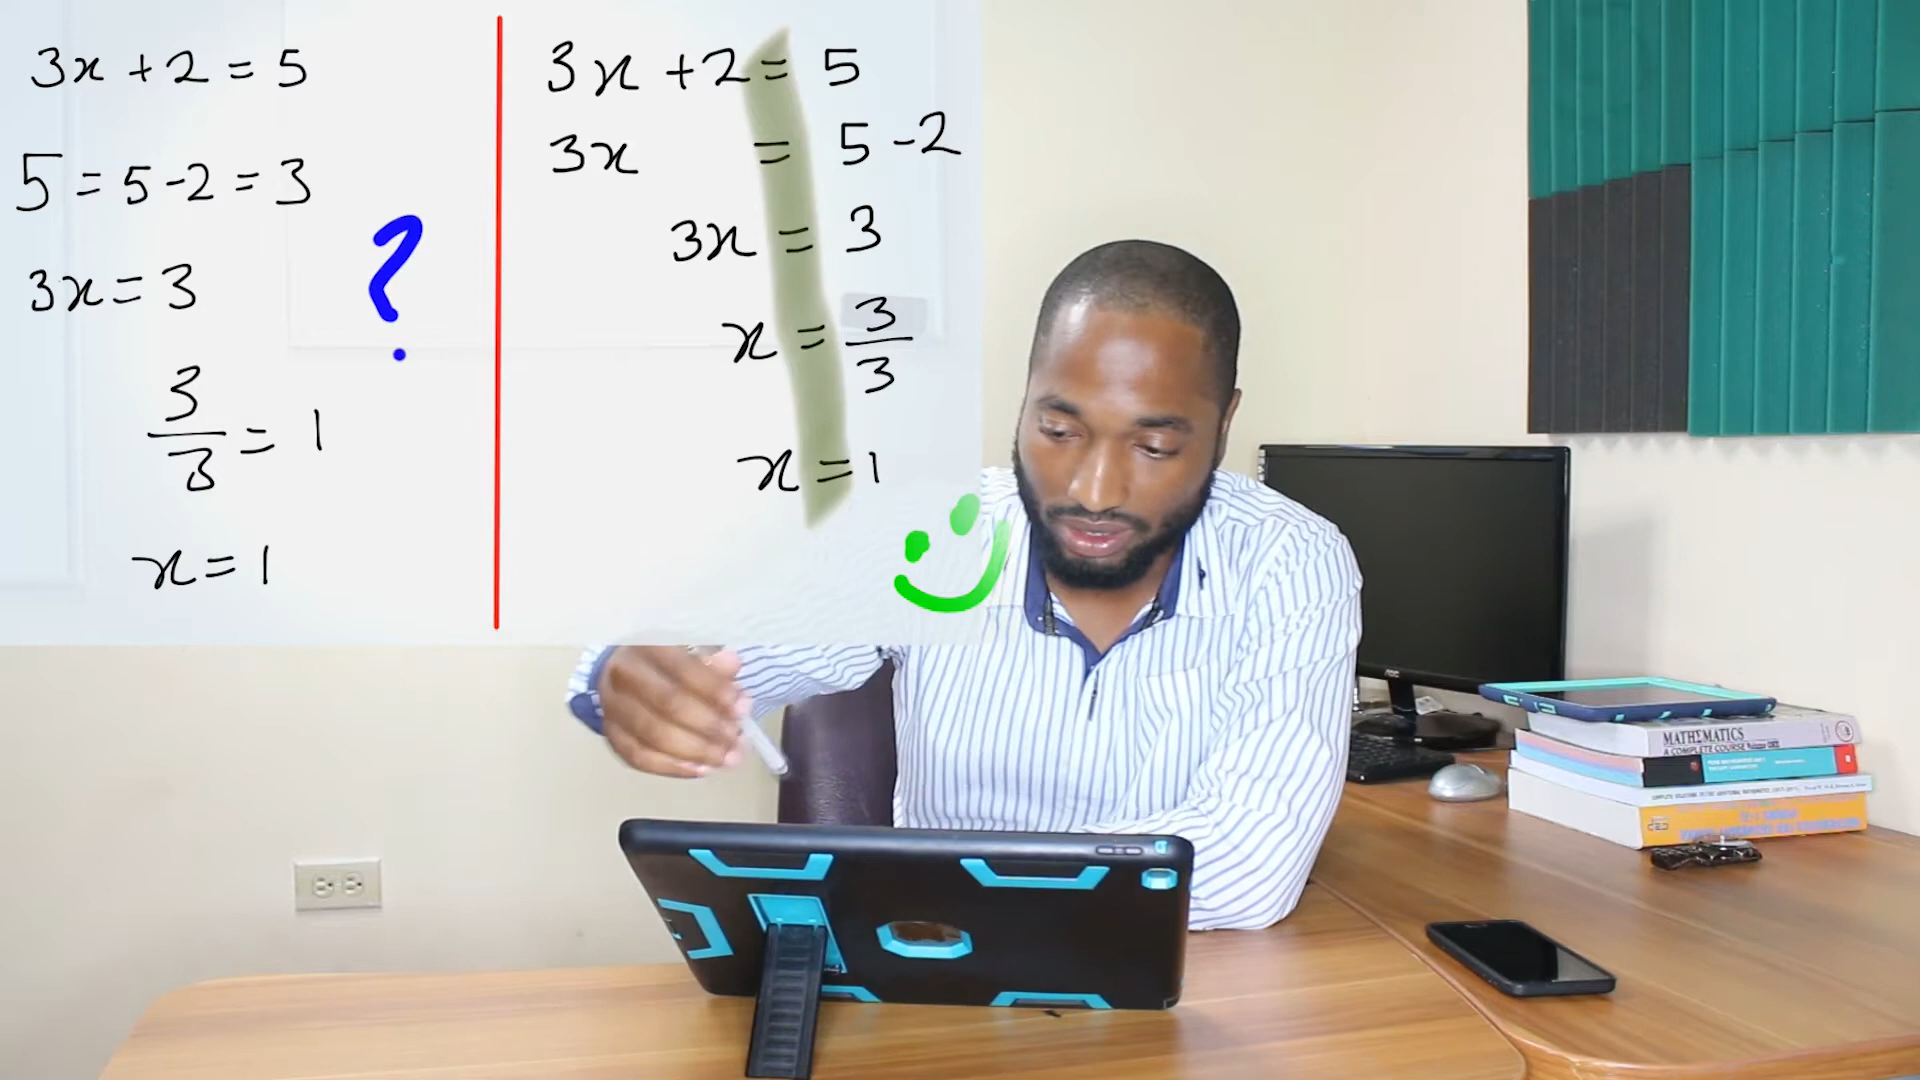 3x + 2 = 5
5 = 5 - 2 = 3
3x = 3
3/3 = 1
x = 1
?
3x + 2 = 5
3x = 5 - 2
3x = 3
x = 3/3
x = 1
MATHEMATICS
A COMPLETE COURSE
AOC